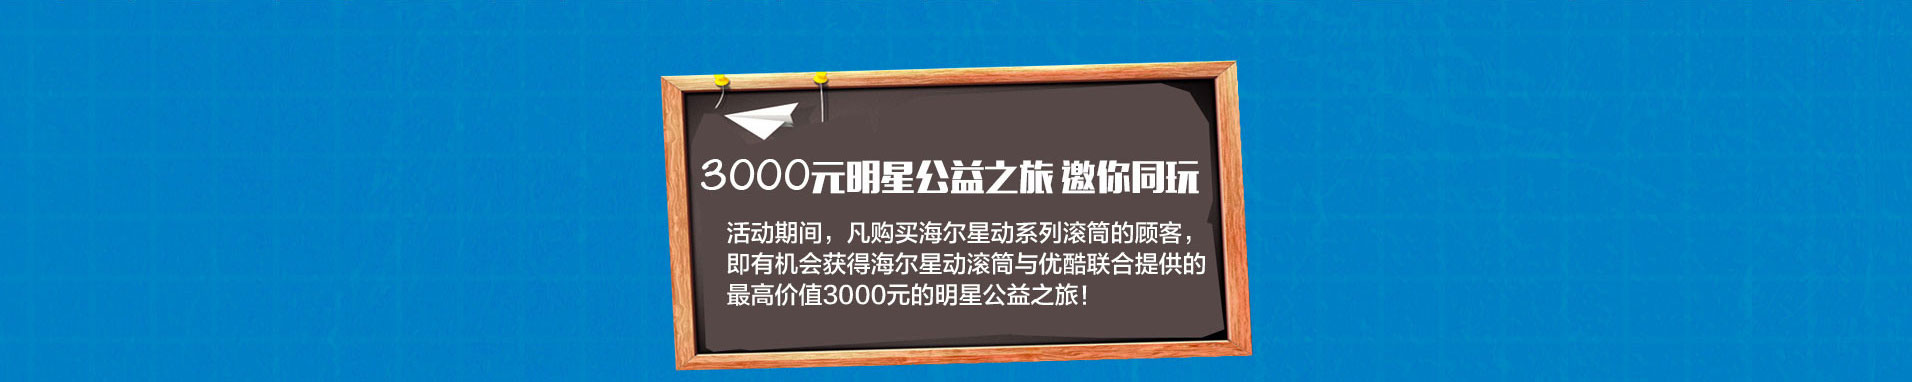 3000元明星公益之旅 邀你同玩
活动期间，凡购买海尔星动系列滚筒的顾客，
即有机会获得海尔星动滚筒与优酷联合提供的
最高价值3000元的明星公益之旅！